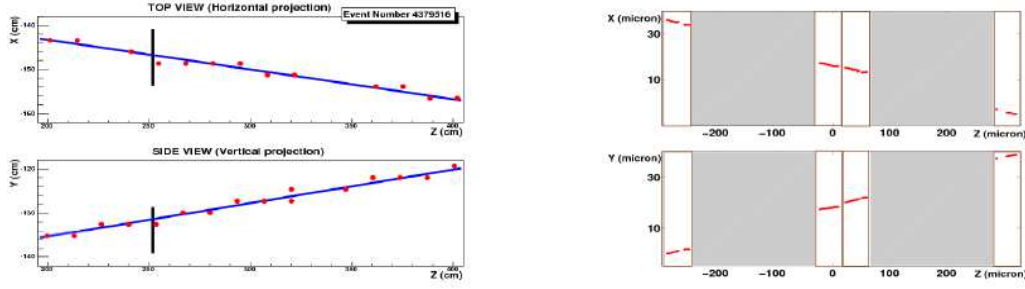 TOP VIEW (Horizontal projection)
Event Number 4379516
X (cm)
-140
-150
-160
200
250
300
350
400
Z (cm)
SIDE VIEW (Vertical projection)
Y (cm)
-120
-130
-140
200
250
300
350
400
Z (cm)
X (micron)
30
10
-200
-100
0
100
200
Z (micron)
Y (micron)
30
10
-200
-100
0
100
200
Z (micron)